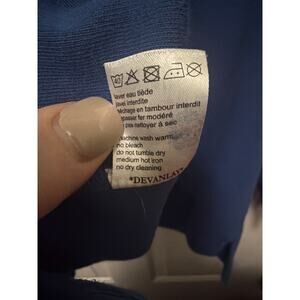 40
laver eau tiède
javel interdite
séchage en tambour interdit
repasser fer modéré
pas nettoyer à sec
machine wash warm
no bleach
do not tumble dry
medium hot iron
no dry cleaning
*DEVANLAY*